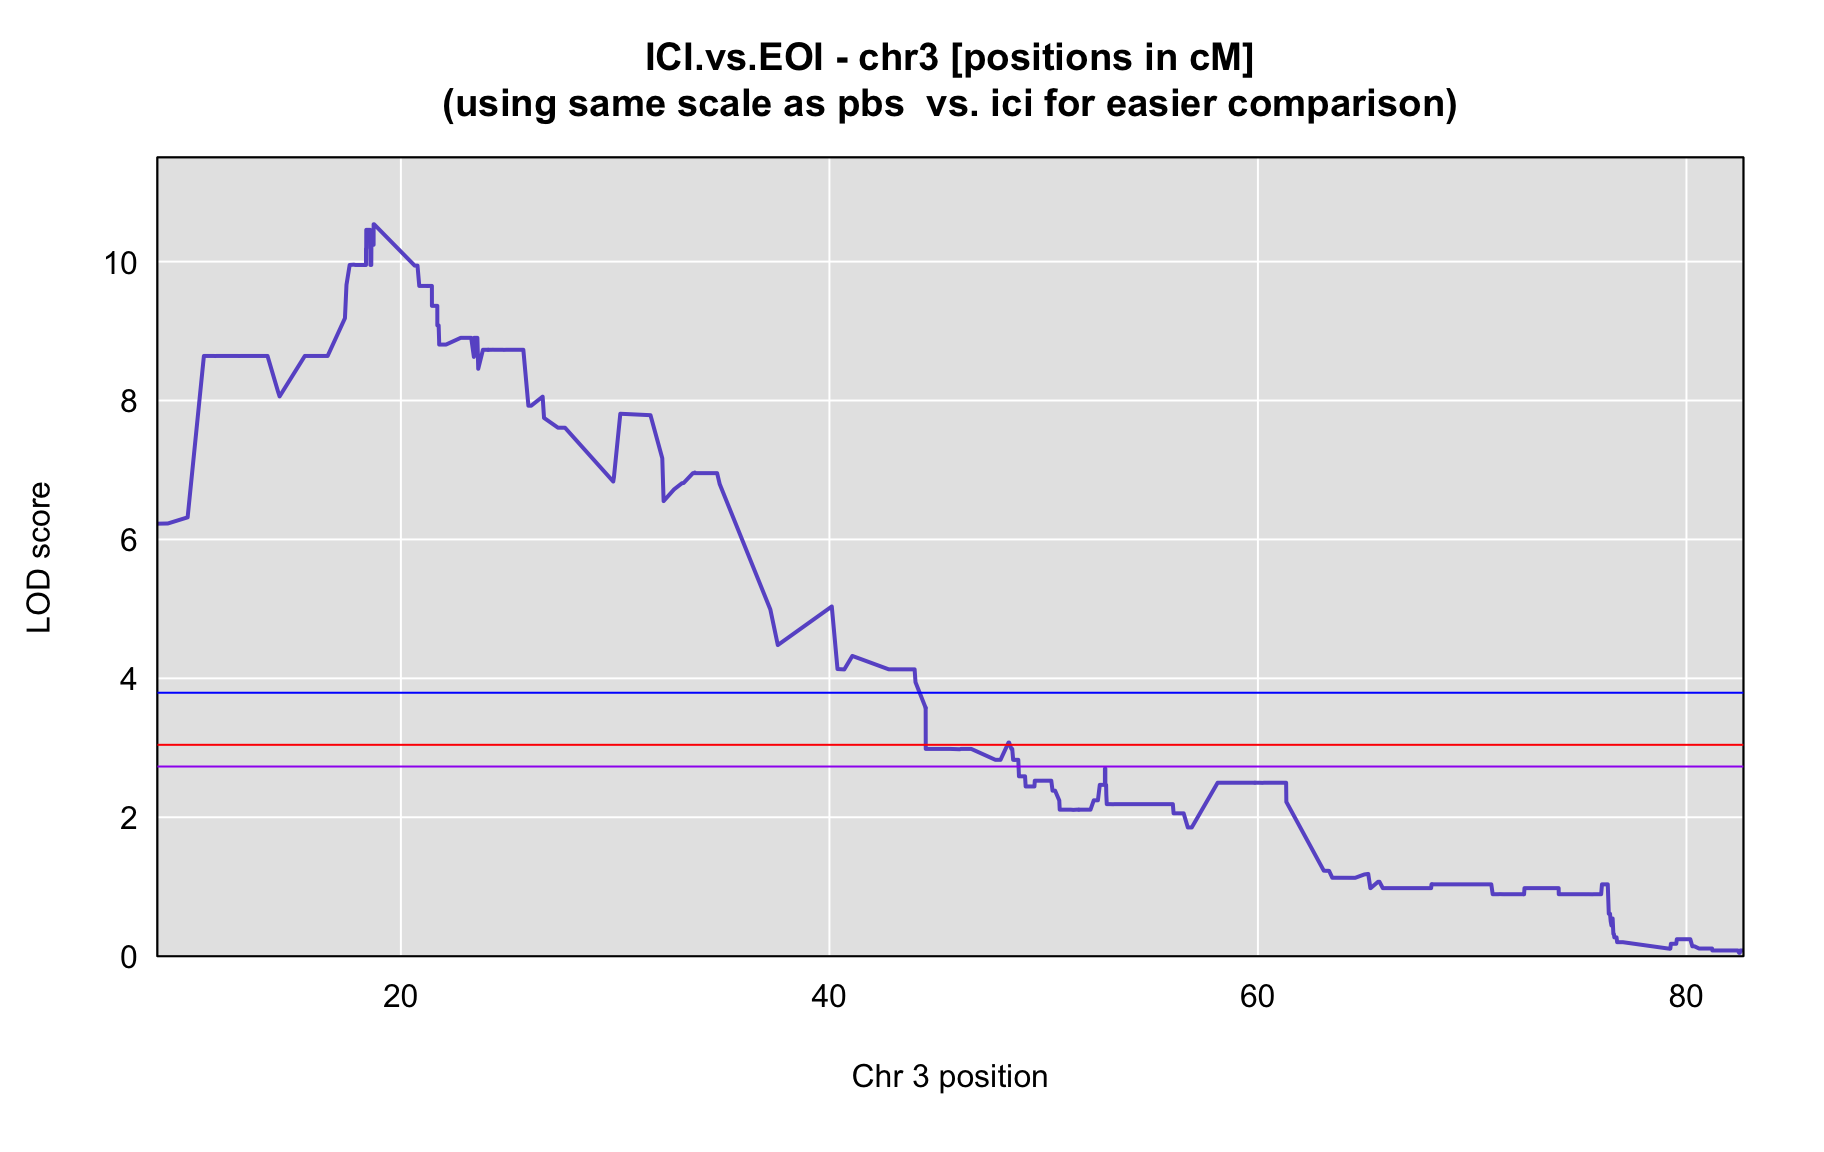 ICI.vs.EOI - chr3 [positions in cM]
(using same scale as pbs  vs. ici for easier comparison)
LOD score
10
8
6
4
2
0
20
40
60
80
Chr 3 position